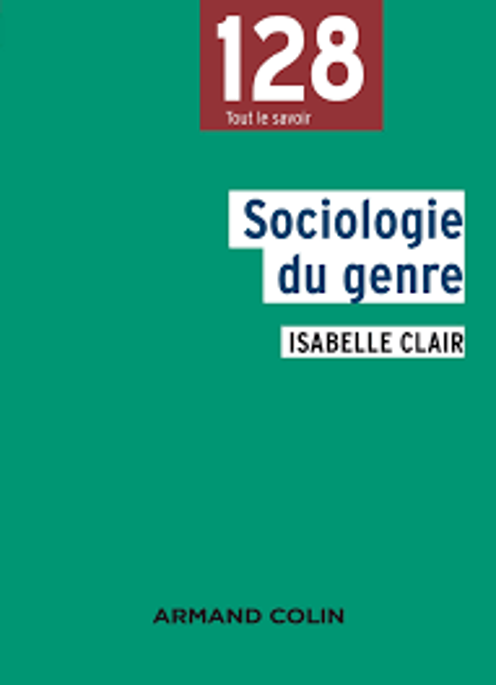 128
Tout le savoir
Sociologie
du genre
ISABELLE CLAIR
ARMAND COLIN